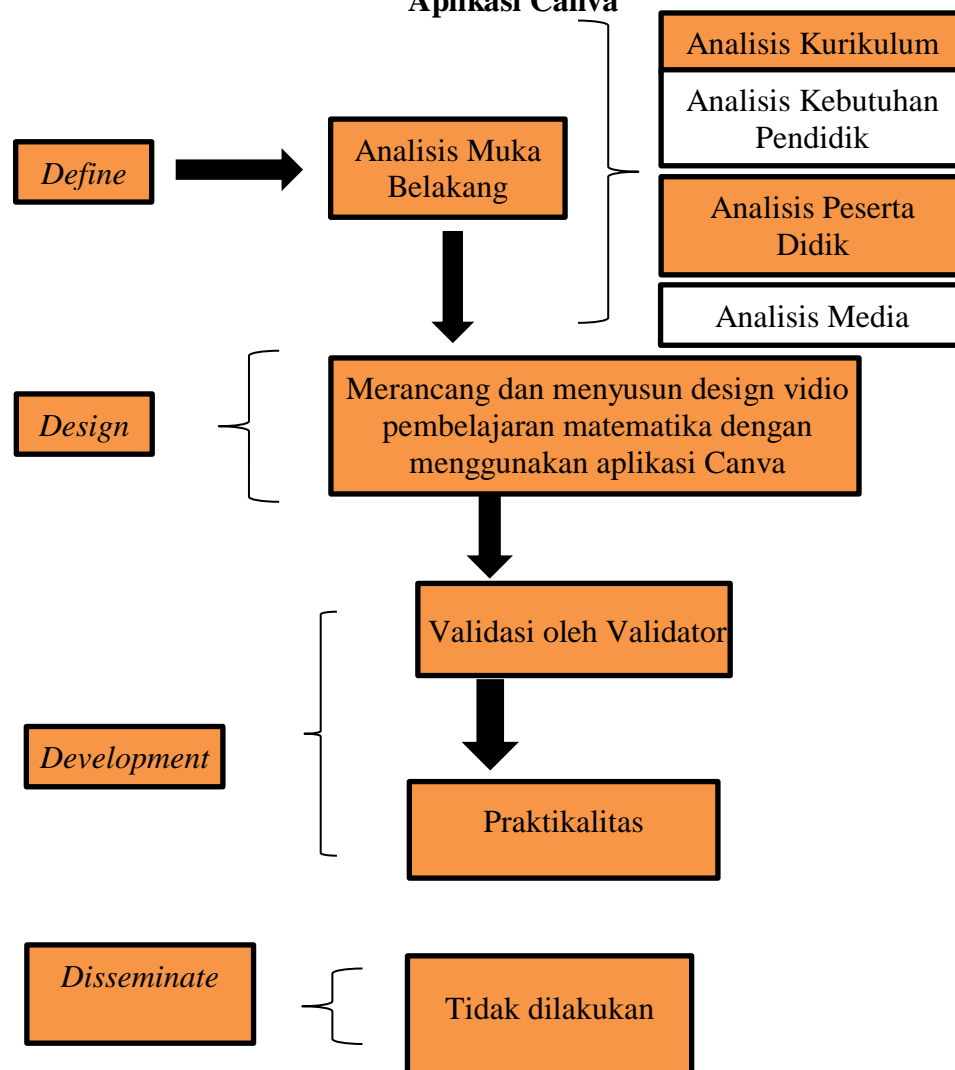 Aplikasi Canva
Analisis Kurikulum
Analisis Kebutuhan
Pendidik
Define
Analisis Muka
Belakang
Analisis Peserta
Didik
Analisis Media
Design
Merancang dan menyusun design vidio
pembelajaran matematika dengan
menggunakan aplikasi Canva
Validasi oleh Validator
Development
Praktikalitas
Disseminate
Tidak dilakukan